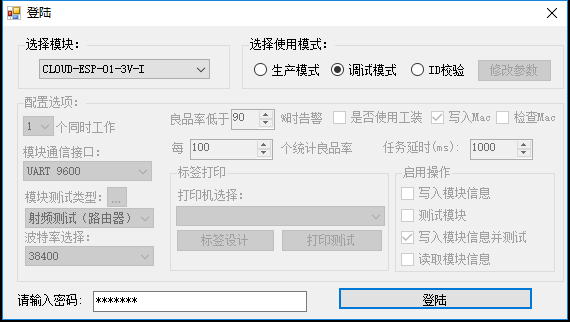 登陆
选择模块：
CLOUD-ESP-01-3V-I
选择使用模式：
生产模式 调试模式 ID校验 修改参数
配置选项：
1 个同时工作
良品率低于 90 %时告警 是否使用工装 写入Mac 检查Mac
每 100 个统计良品率 任务延时(ms): 1000
模块通信接口：
UART 9600
模块测试类型： ...
射频测试（路由器）
波特率选择：
38400
标签打印
打印机选择：
标签设计 打印测试
启用操作
写入模块信息
测试模块
写入模块信息并测试
读取模块信息
请输入密码： *******
登陆